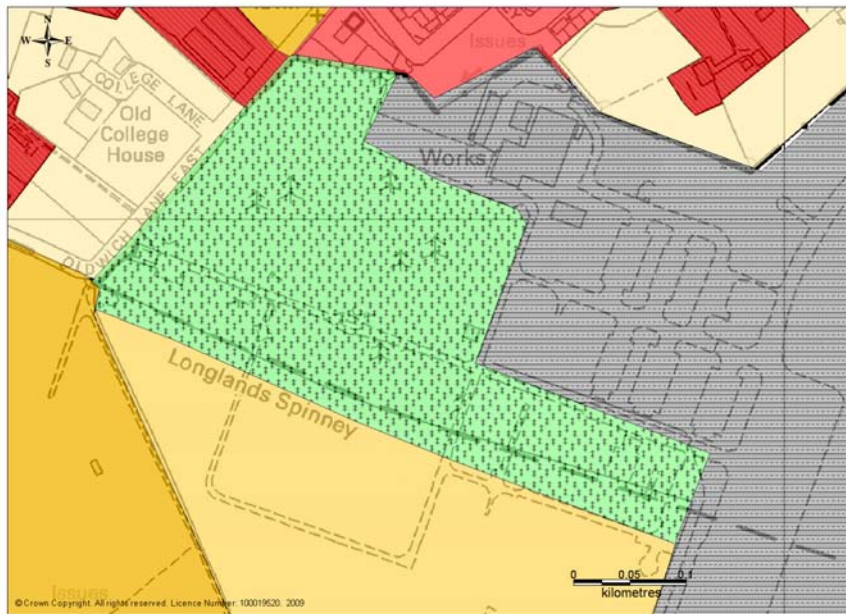 N
W E
S
Issues
COLLEGE LANE
Old
College
House
Works
OLDWICH LANE EAST
Longlands Spinney
Issues
0 0.05 0.1
kilometres
© Crown Copyright. All rights reserved. Licence Number: 100019520. 2009